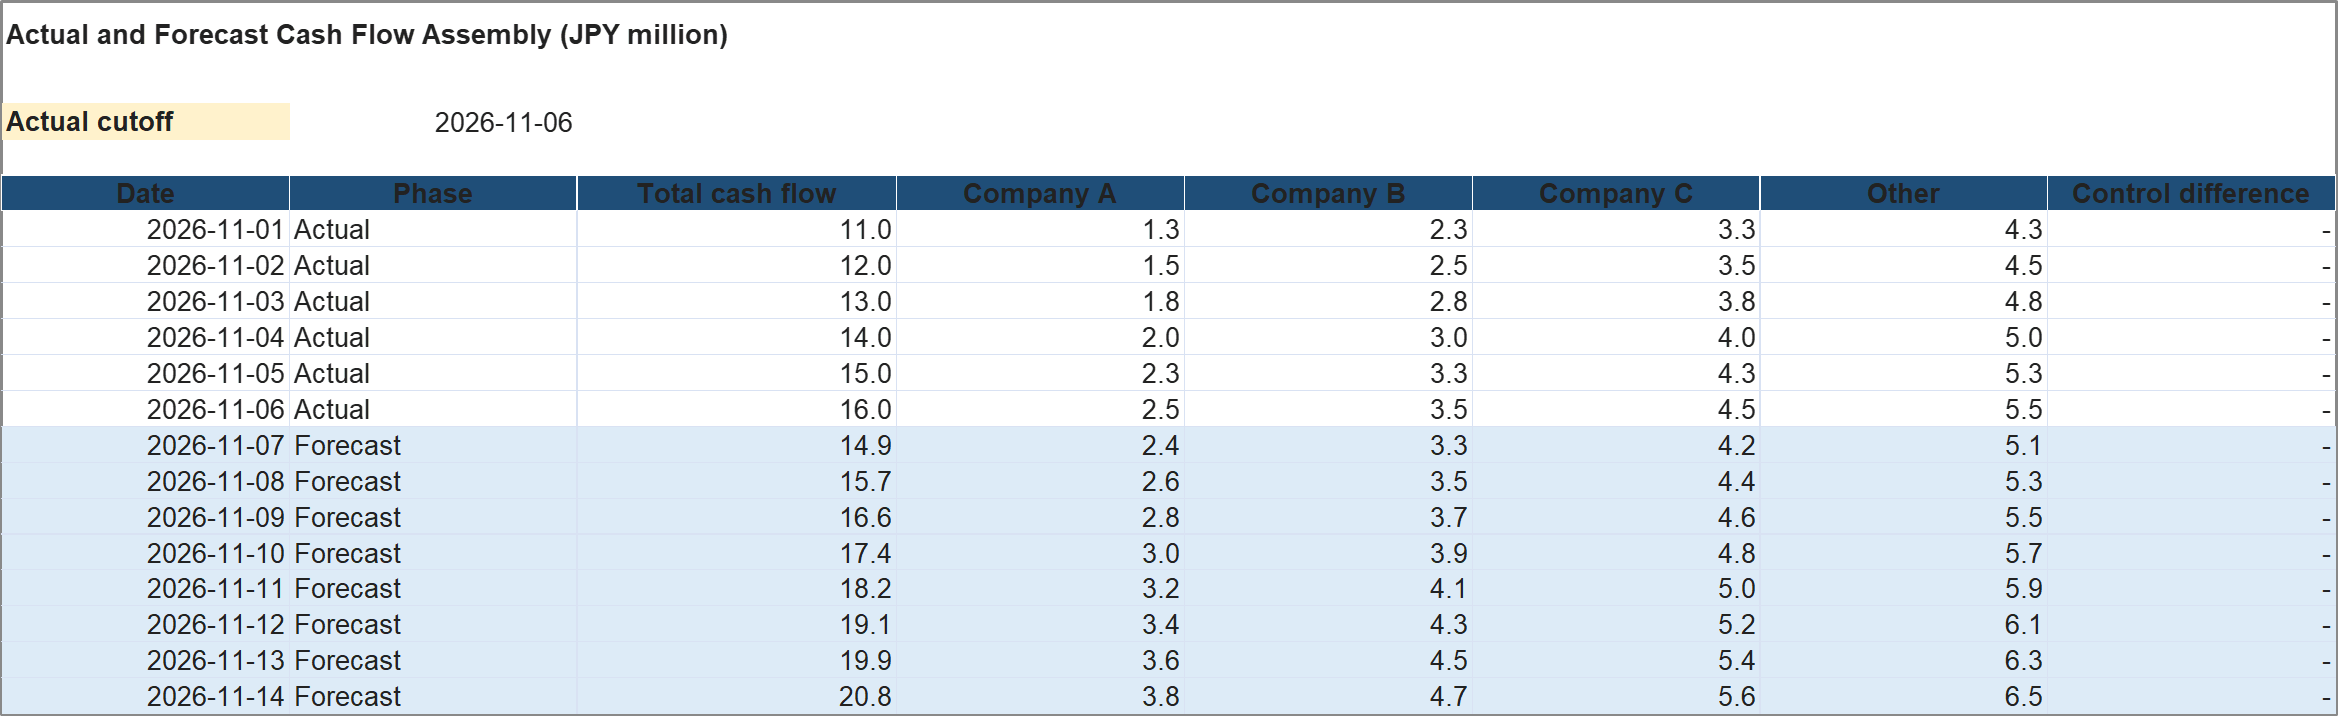 Actual and Forecast Cash Flow Assembly (JPY million)
Actual cutoff 2026-11-06
Date Phase Total cash flow Company A Company B Company C Other Control difference
2026-11-01 Actual 11.0 1.3 2.3 3.3 4.3 -
2026-11-02 Actual 12.0 1.5 2.5 3.5 4.5 -
2026-11-03 Actual 13.0 1.8 2.8 3.8 4.8 -
2026-11-04 Actual 14.0 2.0 3.0 4.0 5.0 -
2026-11-05 Actual 15.0 2.3 3.3 4.3 5.3 -
2026-11-06 Actual 16.0 2.5 3.5 4.5 5.5 -
2026-11-07 Forecast 14.9 2.4 3.3 4.2 5.1 -
2026-11-08 Forecast 15.7 2.6 3.5 4.4 5.3 -
2026-11-09 Forecast 16.6 2.8 3.7 4.6 5.5 -
2026-11-10 Forecast 17.4 3.0 3.9 4.8 5.7 -
2026-11-11 Forecast 18.2 3.2 4.1 5.0 5.9 -
2026-11-12 Forecast 19.1 3.4 4.3 5.2 6.1 -
2026-11-13 Forecast 19.9 3.6 4.5 5.4 6.3 -
2026-11-14 Forecast 20.8 3.8 4.7 5.6 6.5 -